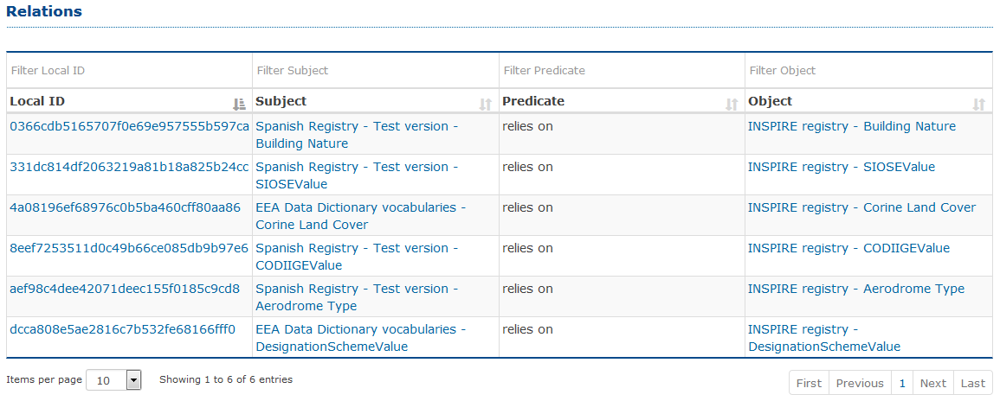 Relations
Filter Local ID Filter Subject Filter Predicate Filter Object
Local ID Subject Predicate Object
0366cdb5165707f0e69e957555b597ca Spanish Registry - Test version - relies on INSPIRE registry - Building Nature
Building Nature
331dc814df2063219a81b18a825b24cc Spanish Registry - Test version - relies on INSPIRE registry - SIOSEValue
SIOSEValue
4a08196ef68976c0b5ba460cff80aa86 EEA Data Dictionary vocabularies - relies on INSPIRE registry - Corine Land Cover
Corine Land Cover
8eef7253511d0c49b66ce085db9b97e6 Spanish Registry - Test version - relies on INSPIRE registry - CODIIGEValue
CODIIGEValue
aef98c4dee42071deec155f0185c9cd8 Spanish Registry - Test version - relies on INSPIRE registry - Aerodrome Type
Aerodrome Type
dcca808e5ae2816c7b532fe68166fff0 EEA Data Dictionary vocabularies - relies on INSPIRE registry -
DesignationSchemeValue DesignationSchemeValue
Items per page 10 Showing 1 to 6 of 6 entries First Previous 1 Next Last